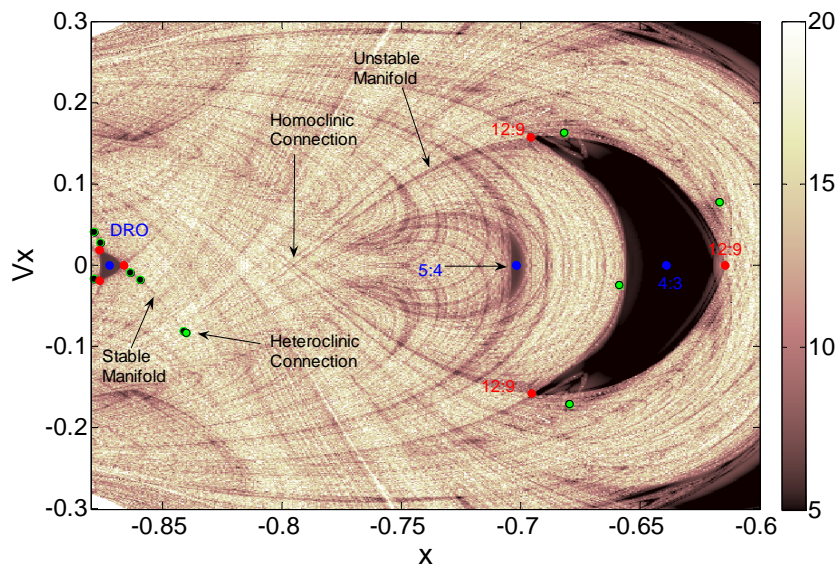 0.3
0.2
0.1
0
-0.1
-0.2
-0.3
Vx
-0.85
-0.8
-0.75
-0.7
-0.65
-0.6
x
20
15
10
5
Unstable
Manifold
Homoclinic
Connection
12:9
DRO
12:9
5:4
4:3
Stable
Manifold
Heteroclinic
Connection
12:9